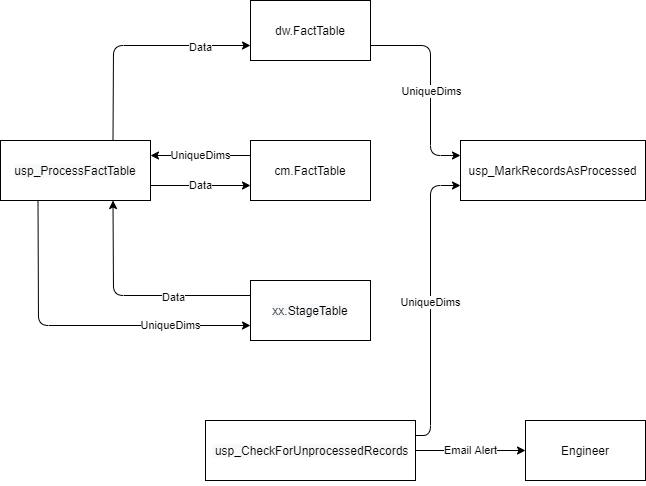 dw.FactTable
Data
UniqueDims
usp_ProcessFactTable
UniqueDims
Data
cm.FactTable
usp_MarkRecordsAsProcessed
Data
UniqueDims
xx.StageTable
UniqueDims
usp_CheckForUnprocessedRecords
Email Alert
Engineer